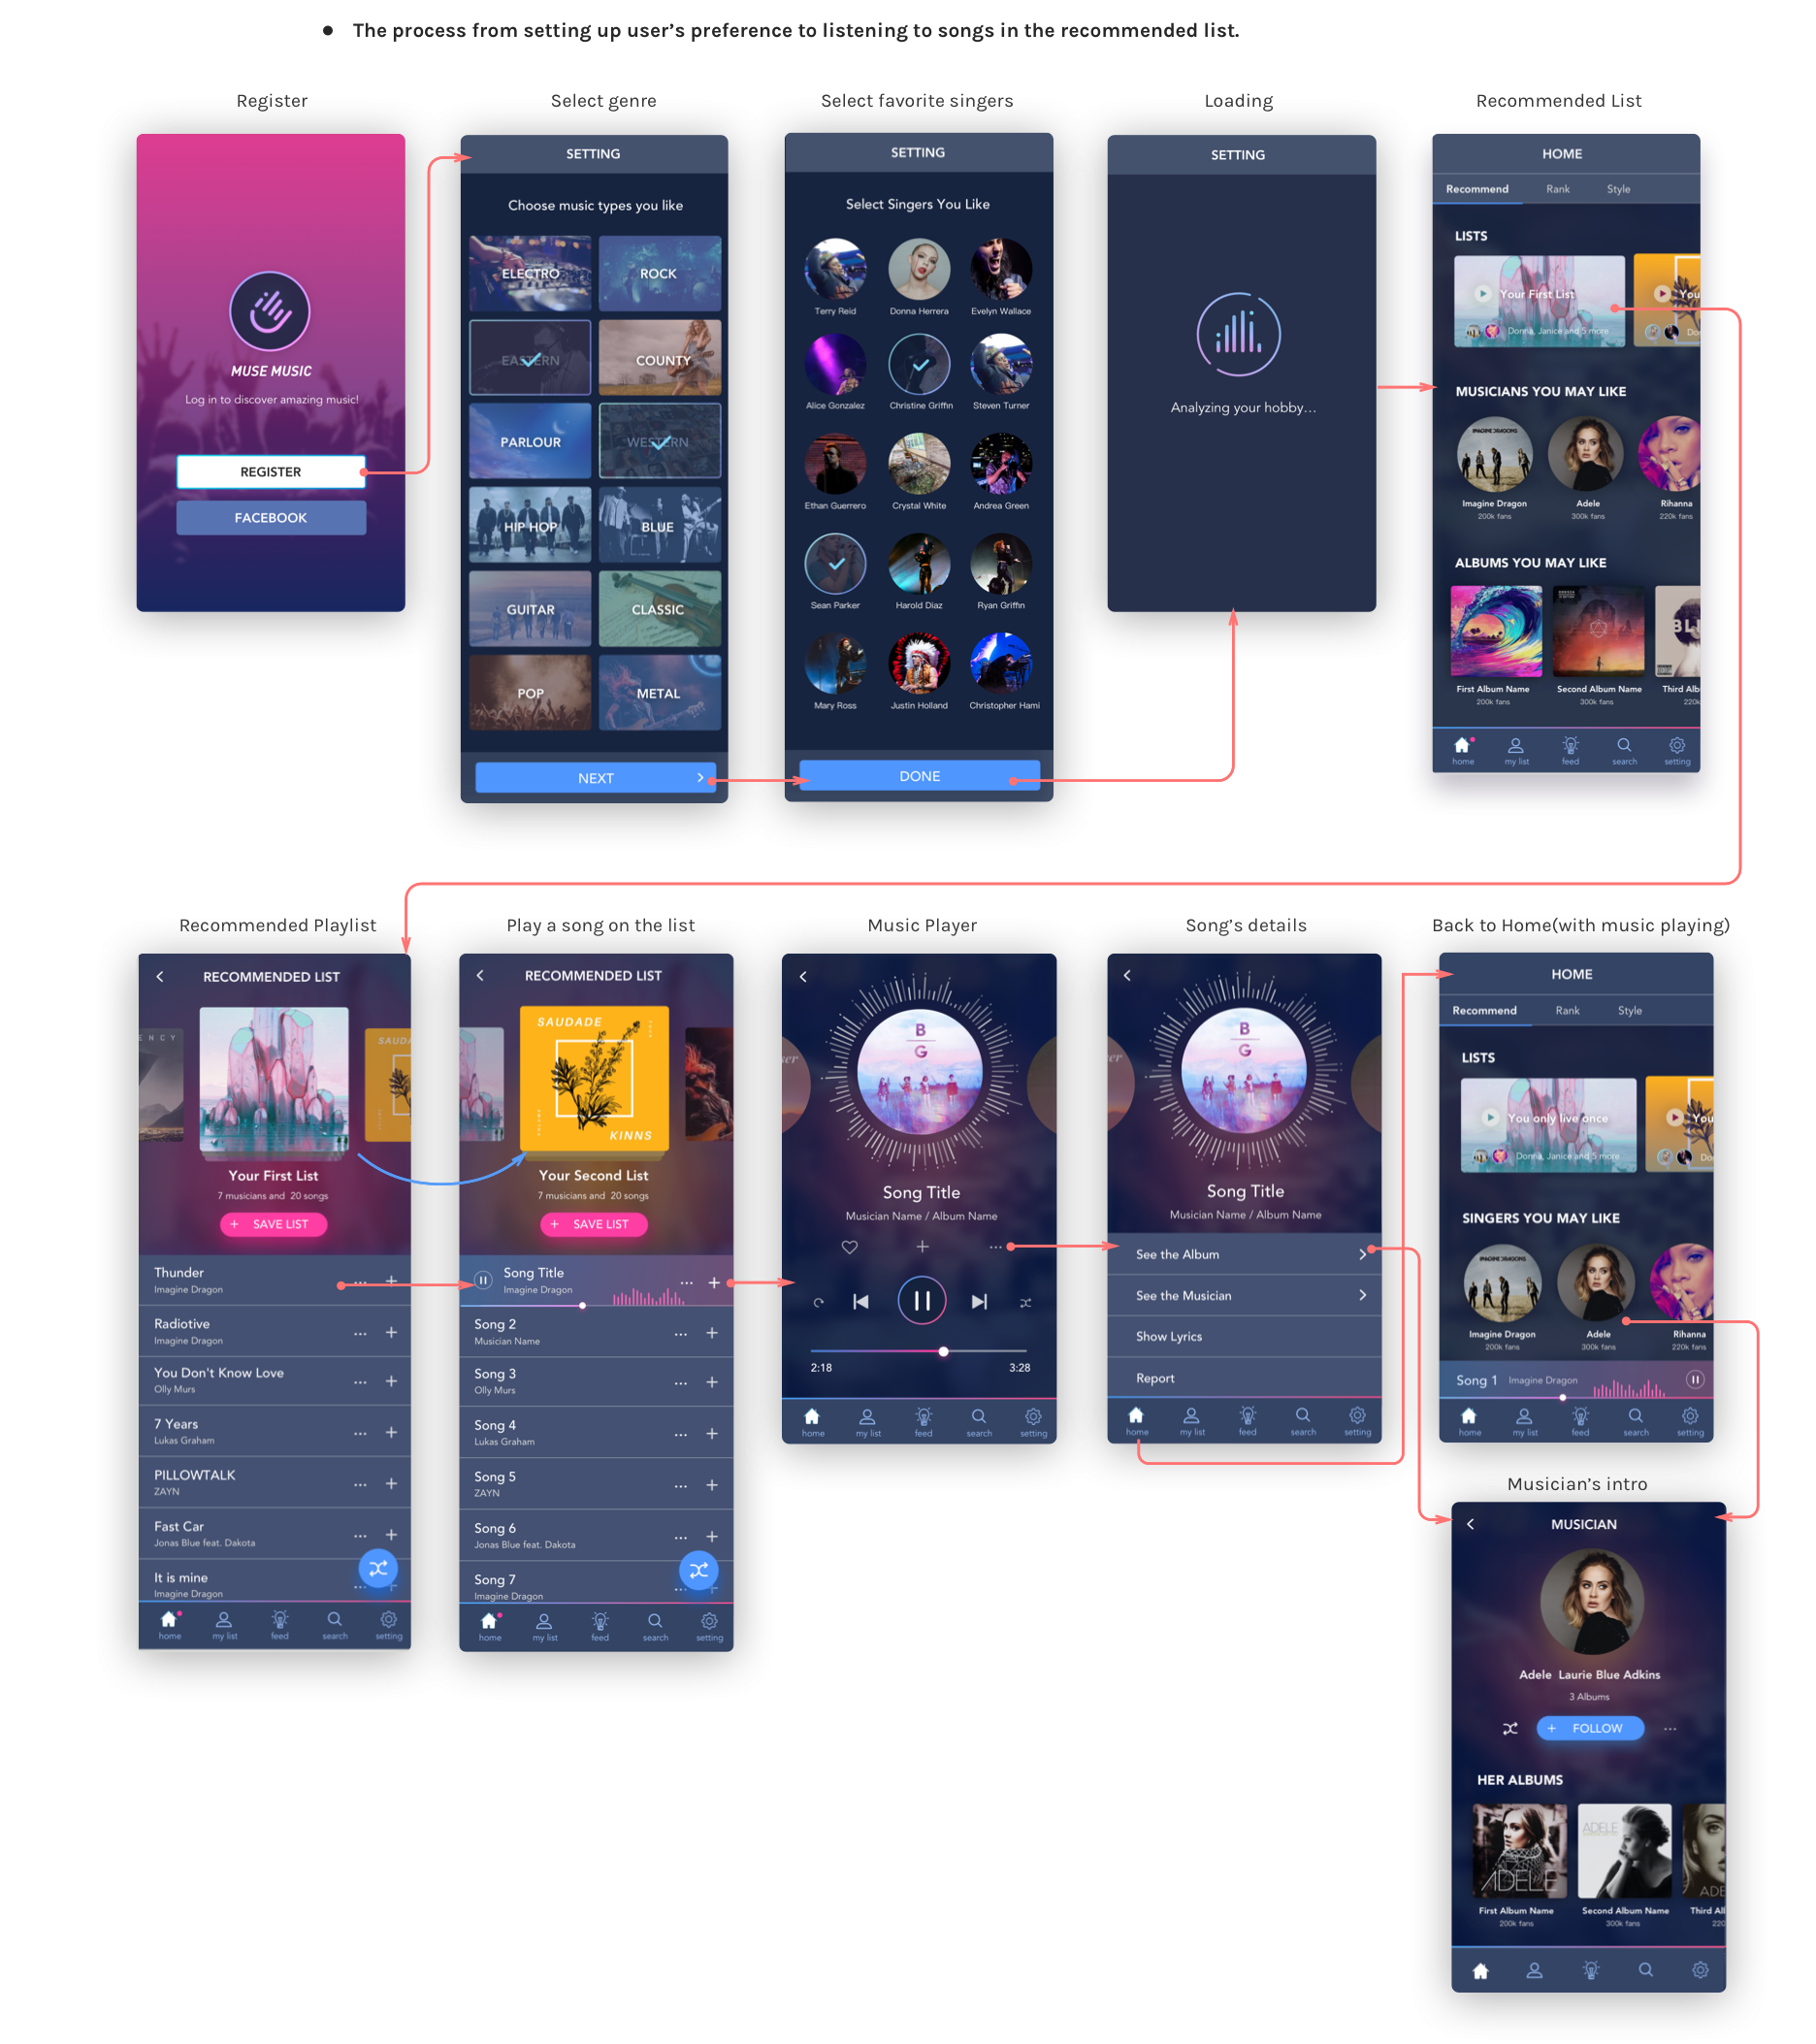 The process from setting up user’s preference to listening to songs in the recommended list.
Register
MUSE MUSIC
Log in to discover amazing music!
REGISTER
FACEBOOK
Select genre
SETTING
Choose music types you like
ELECTRO
ROCK
EASTERN
COUNTY
PARLOUR
WESTERN
HIP HOP
BLUE
GUITAR
CLASSIC
POP
METAL
NEXT
Select favorite singers
SETTING
Select Singers You Like
Terry Reid
Donna Herrera
Evelyn Wallace
Alice Gonzalez
Christine Griffin
Steven Turner
Ethan Guerrero
Crystal White
Andrea Green
Sean Parker
Harold Diaz
Ryan Griffin
Mary Ross
Justin Holland
Christopher Hami
DONE
Loading
SETTING
Analyzing your hobby...
Recommended List
HOME
Recommend Rank Style
LISTS
Your First List
Donna, Janice and 5 more
You
Do
MUSICIANS YOU MAY LIKE
IMAGINE DRAGONS
Imagine Dragon
200k fans
Adele
300k fans
Rihanna
220k fans
ALBUMS YOU MAY LIKE
BL
First Album Name
200k fans
Second Album Name
300k fans
Third Alb
220k
home my list feed search setting
Recommended Playlist
RECOMMENDED LIST
ENCY
SAUDA
Your First List
7 musicians and 20 songs
+ SAVE LIST
Thunder
Imagine Dragon
Radiotive
Imagine Dragon
You Don't Know Love
Olly Murs
7 Years
Lukas Graham
PILLOWTALK
ZAYN
Fast Car
Jonas Blue feat. Dakota
It is mine
Imagine Dragon
home my list feed search setting
Play a song on the list
RECOMMENDED LIST
SAUDADE
KINNS
Your Second List
7 musicians and 20 songs
+ SAVE LIST
Song Title
Imagine Dragon
Song 2
Musician Name
Song 3
Olly Murs
Song 4
Lukas Graham
Song 5
ZAYN
Song 6
Jonas Blue feat. Dakota
Song 7
Imagine Dragon
home my list feed search setting
Music Player
B
G
Song Title
Musician Name / Album Name
2:18
3:28
home my list feed search setting
Song’s details
B
G
Song Title
Musician Name / Album Name
See the Album
See the Musician
Show Lyrics
Report
home my list feed search setting
Back to Home(with music playing)
HOME
Recommend Rank Style
LISTS
You only live once
Donna, Janice and 5 more
You
Do
SINGERS YOU MAY LIKE
IMAGINE DRAGONS
Imagine Dragon
200k fans
Adele
300k fans
Rihanna
220k fans
Song 1 Imagine Dragon
home my list feed search setting
Musician’s intro
MUSICIAN
Adele Laurie Blue Adkins
3 Albums
+ FOLLOW
HER ALBUMS
ADELE
ADELE
ADE
First Album Name
200k fans
Second Album Name
300k fans
Third All
220